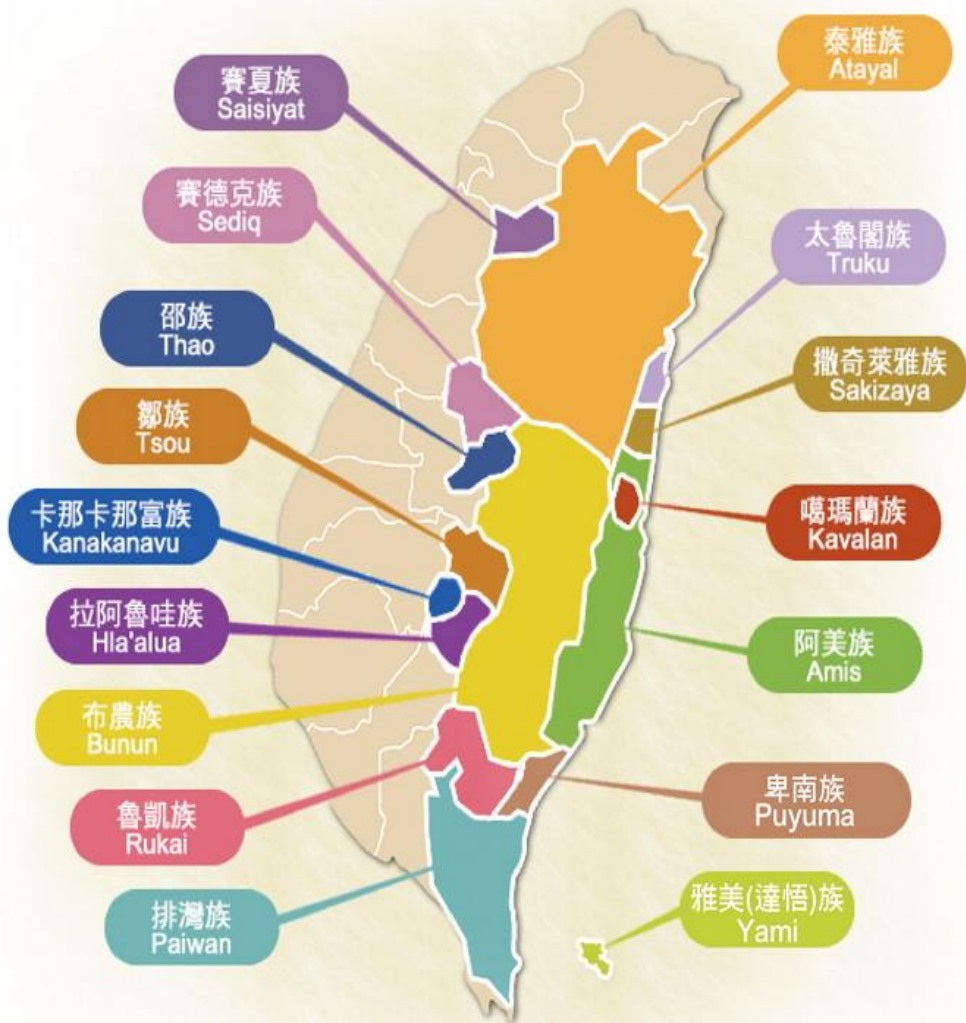 賽夏族
Saisiyat
賽德克族
Sediq
邵族
Thao
鄒族
Tsou
卡那卡那富族
Kanakanavu
拉阿魯哇族
Hla'alua
布農族
Bunun
魯凱族
Rukai
排灣族
Paiwan
泰雅族
Atayal
太魯閣族
Truku
撒奇萊雅族
Sakizaya
噶瑪蘭族
Kavalan
阿美族
Amis
卑南族
Puyuma
雅美(達悟)族
Yami